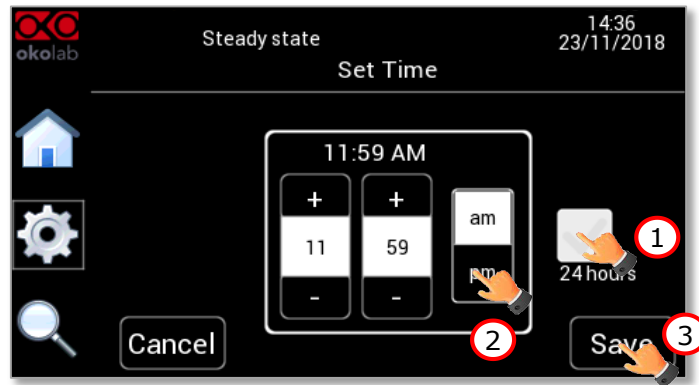 okolab
Steady state
14:36
23/11/2018
Set Time
11:59 AM
+ +
11 59 am
pm
- -
24 hours
1
2
3
Cancel
Save